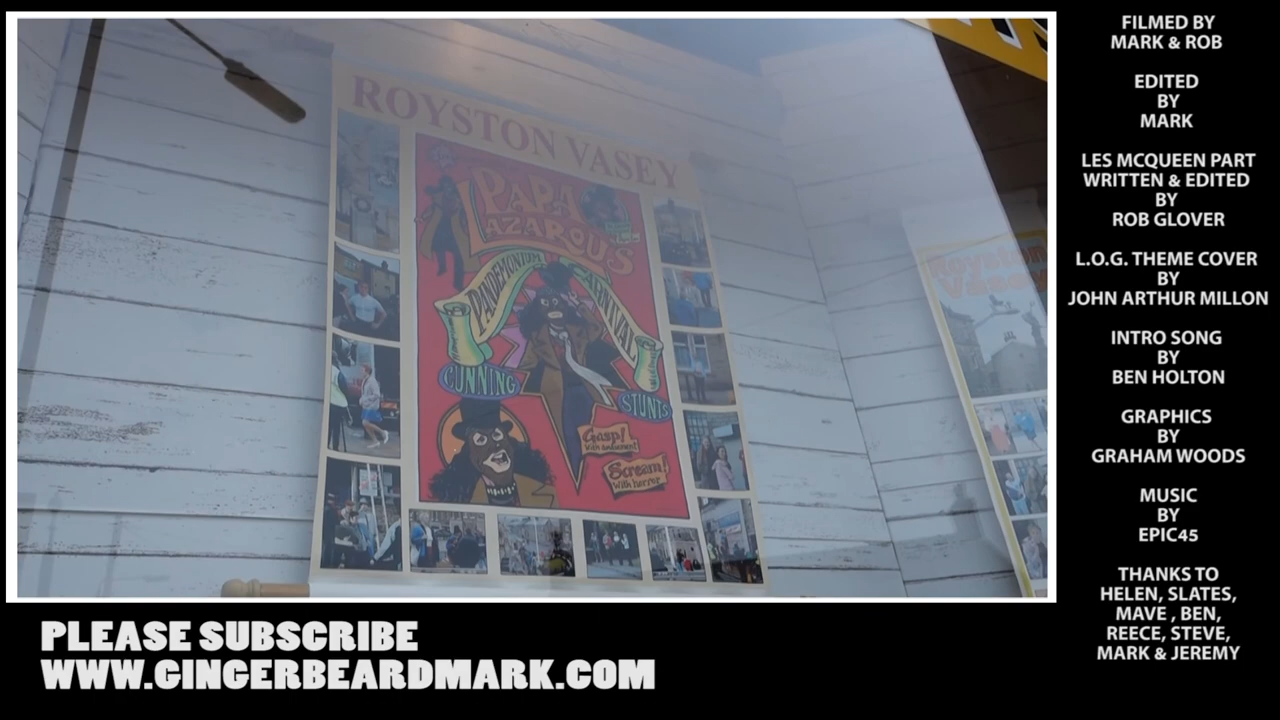 ROYSTON VASEY
PAPA
LAZAROU'S
PANDEMONIUM
CARNIVAL
CUNNING
STUNTS
Gasp!
With amazement!
Scream!
With horror
Royston
Vasey
PLEASE SUBSCRIBE
WWW.GINGERBEARDMARK.COM
FILMED BY
MARK & ROB
EDITED
BY
MARK
LES MCQUEEN PART
WRITTEN & EDITED
BY
ROB GLOVER
L.O.G. THEME COVER
BY
JOHN ARTHUR MILLON
INTRO SONG
BY
BEN HOLTON
GRAPHICS
BY
GRAHAM WOODS
MUSIC
BY
EPIC45
THANKS TO
HELEN, SLATES,
MAVE , BEN,
REECE, STEVE,
MARK & JEREMY